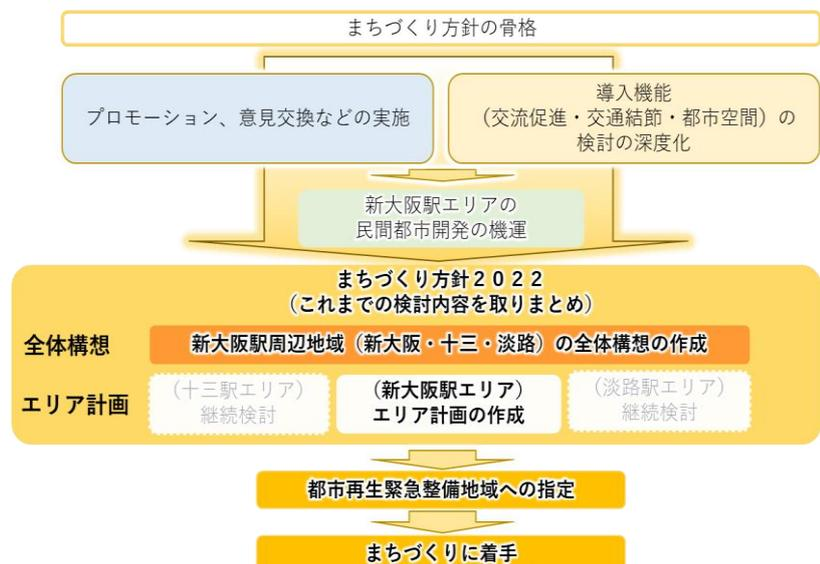 まちづくり方針の骨格
プロモーション、意見交換などの実施
導入機能
（交流促進・交通結節・都市空間）の
検討の深度化
新大阪駅エリアの
民間都市開発の機運
まちづくり方針２０２２
（これまでの検討内容を取りまとめ）
全体構想
新大阪駅周辺地域（新大阪・十三・淡路）の全体構想の作成
エリア計画
（十三駅エリア）
継続検討
（新大阪駅エリア）
エリア計画の作成
（淡路駅エリア）
継続検討
都市再生緊急整備地域への指定
まちづくりに着手